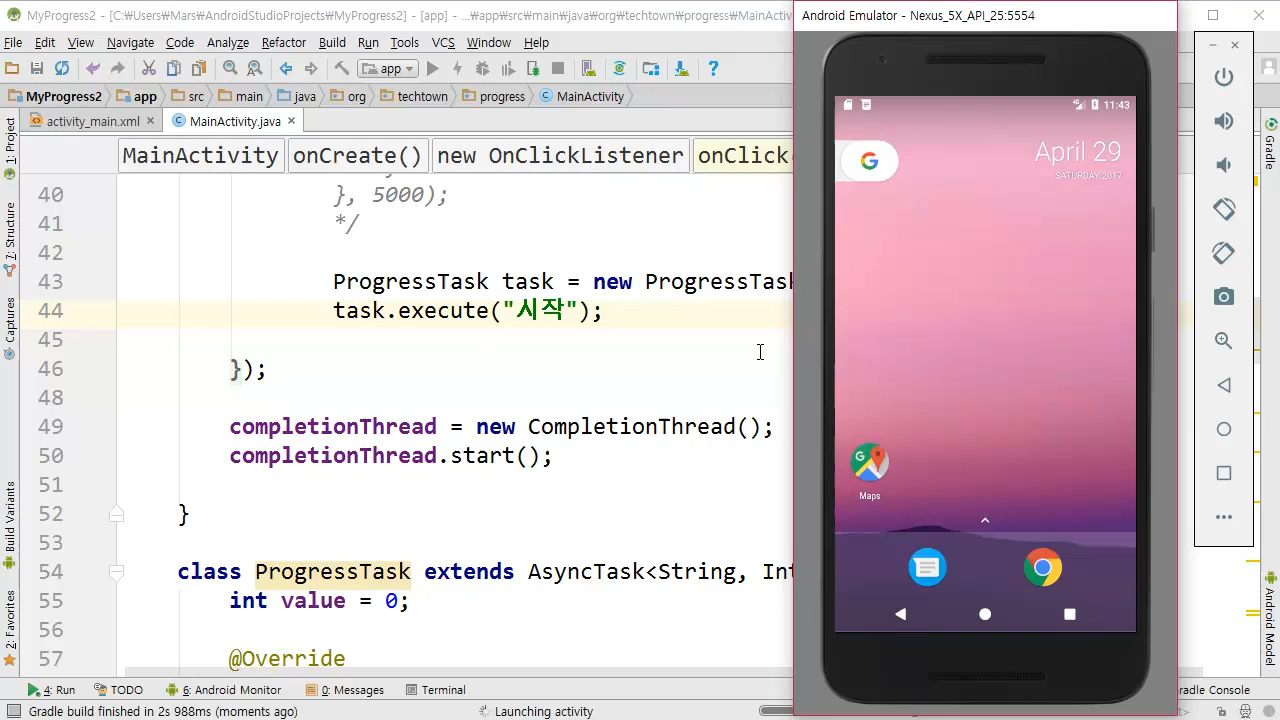 MyProgress2 - [C:\Users\Mars\AndroidStudioProjects\MyProgress2] - [app] - ...\app\src\main\java\org\techtown\progress\MainActivi
File Edit View Navigate Code Analyze Refactor Build Run Tools VCS Window Help
app
MyProgress2 app src main java org techtown progress MainActivity
activity_main.xml MainActivity.java
MainActivity onCreate() new OnClickListener onClick
40 }, 5000);
41 */
42
43 ProgressTask task = new ProgressTask
44 task.execute("시작");
45
46 });
48
49 completionThread = new CompletionThread();
50 completionThread.start();
51
52 }
53
54 class ProgressTask extends AsyncTask<String, Int
55 int value = 0;
56
57 @Override
1: Project
7: Structure
Captures
Build Variants
2: Favorites
4: Run TODO 6: Android Monitor 0: Messages Terminal
Gradle build finished in 988ms (moments ago) Launching activity
Android Emulator - Nexus_5X_API_25:5554
11:43
G
April 29
SATURDAY, 2017
Maps
Gradle
Android Model
radle Console